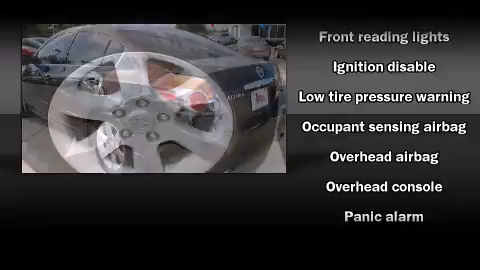 Front reading lights
Ignition disable
Low tire pressure warning
Occupant sensing airbag
Overhead airbag
Overhead console
Panic alarm